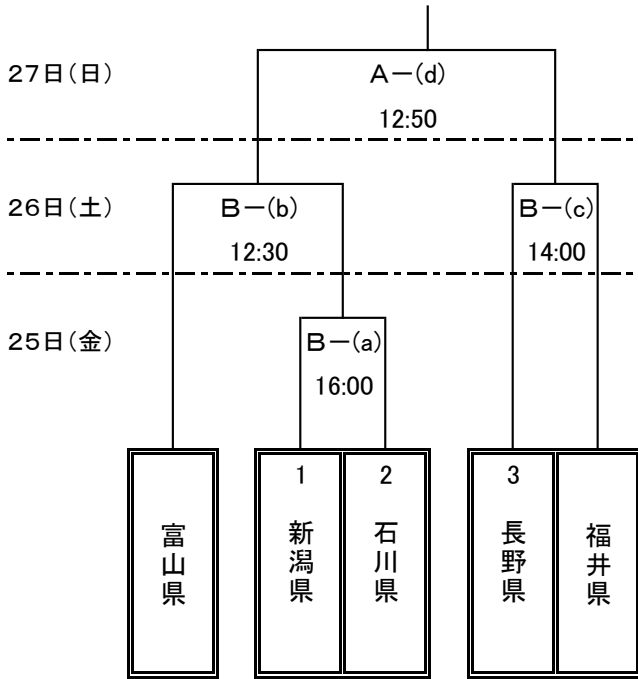 27日(日)
A－(d)
12:50
26日(土)
B－(b)
B－(c)
12:30
14:00
25日(金)
B－(a)
16:00
1
2
3
富山県
新潟県
石川県
長野県
福井県